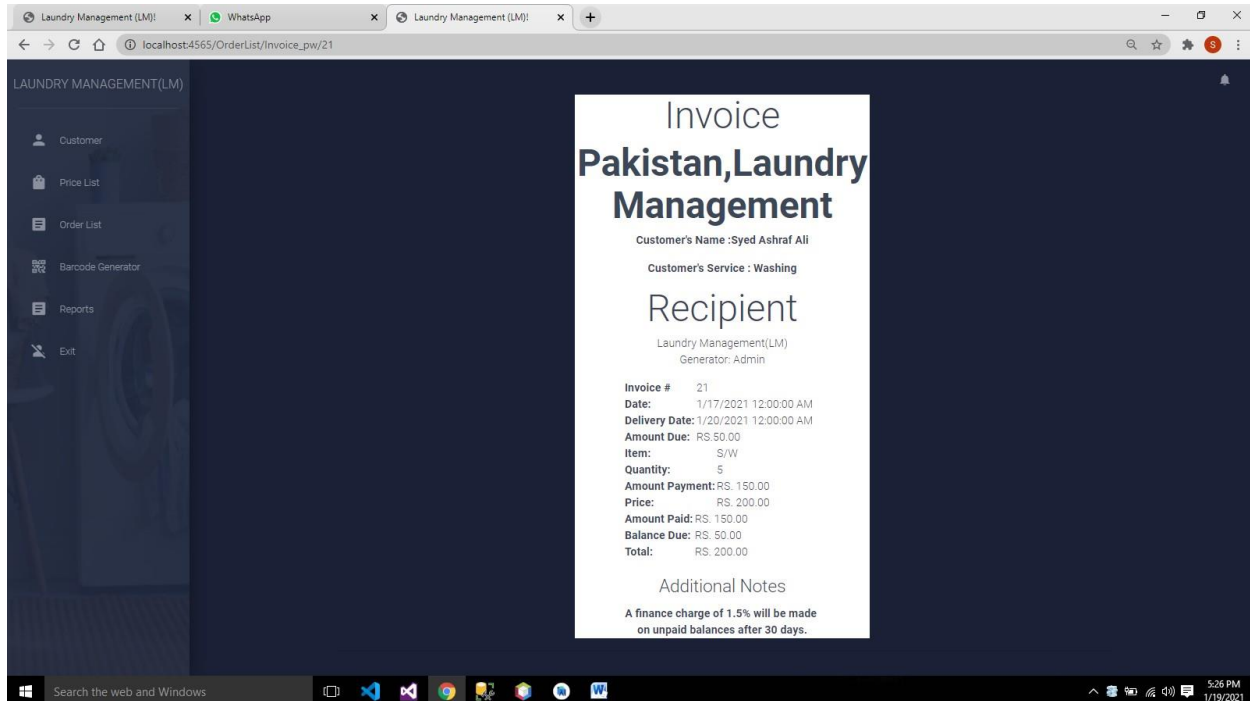 Laundry Management (LM)!
WhatsApp
Laundry Management (LM)!
localhost:4565/OrderList/Invoice_pw/21
S
LAUNDRY MANAGEMENT(LM)
Customer
Price List
Order List
Barcode Generator
Reports
Exit
Invoice
Pakistan,Laundry
Management
Customer's Name :Syed Ashraf Ali
Customer's Service : Washing
Recipient
Laundry Management(LM)
Generator: Admin
Invoice # 21
Date: 1/17/2021 12:00:00 AM
Delivery Date: 1/20/2021 12:00:00 AM
Amount Due: RS.50.00
Item: S/W
Quantity: 5
Amount Payment: RS. 150.00
Price: RS. 200.00
Amount Paid: RS. 150.00
Balance Due: RS. 50.00
Total: RS. 200.00
Additional Notes
A finance charge of 1.5% will be made
on unpaid balances after 30 days.
Search the web and Windows
5:26 PM
1/19/2021